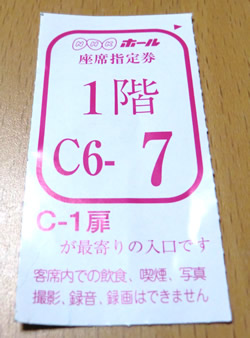 ホール
座席指定券
1階
C6- 7
C-1扉
が最寄りの入口です
客席内での飲食、喫煙、写真
撮影、録音、録画はできません